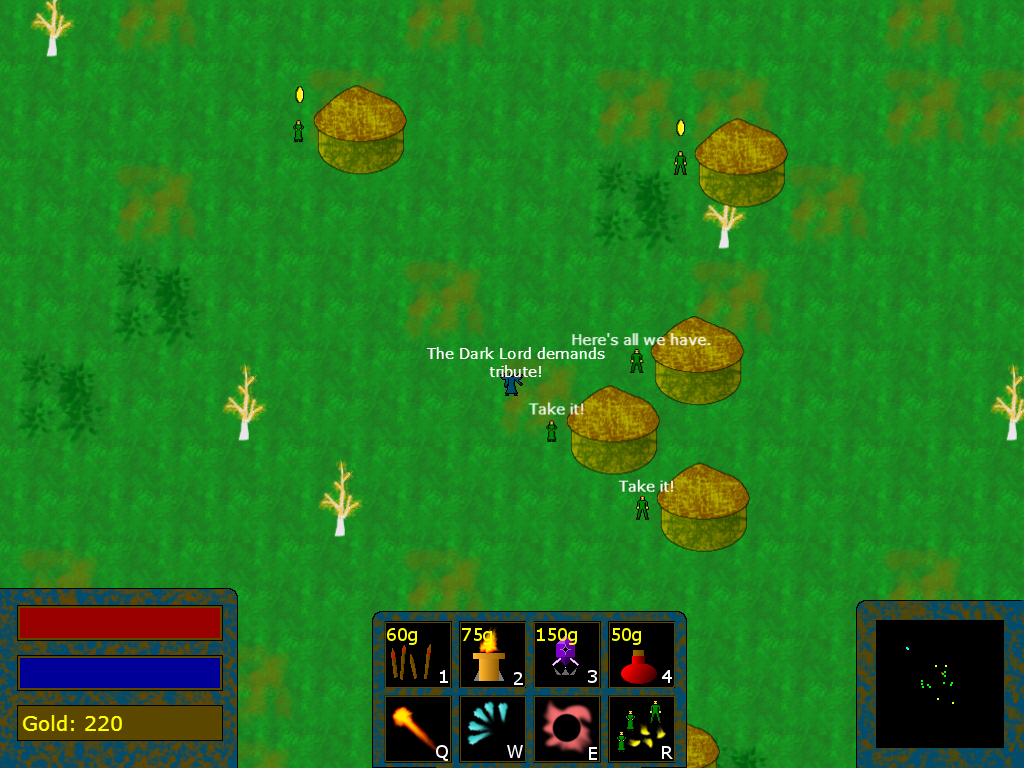 Here's all we have.
The Dark Lord demands
tribute!
Take it!
Take it!
60g
75g
150g
50g
1
2
3
4
Gold: 220
Q
W
E
R